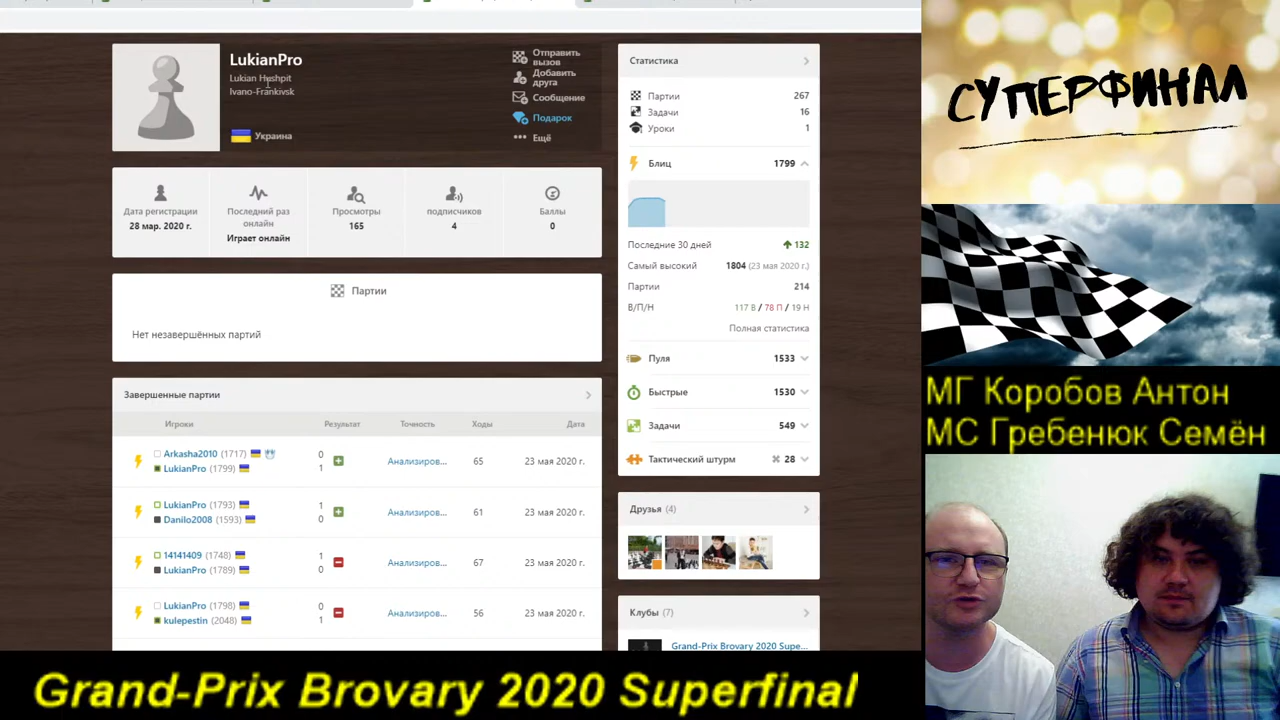 LukianPro
Lukian Hushpit
Ivano-Frankivsk
Украина
Отправить
вызов
Добавить
друга
Сообщение
Подарок
Ещё
Дата регистрации
28 мар. 2020 г.
Последний раз
онлайн
Играет онлайн
Просмотры
165
подписчиков
4
Баллы
0
Партии
Нет незавершённых партий
Завершенные партии
Игроки Результат Точность Ходы Дата
Arkasha2010 (1717) 0
LukianPro (1799) 1
Анализиров... 65 23 мая 2020 г.
LukianPro (1793) 1
Danilo2008 (1593) 0
Анализиров... 61 23 мая 2020 г.
14141409 (1748) 1
LukianPro (1789) 0
Анализиров... 67 23 мая 2020 г.
LukianPro (1798) 0
kulepestin (2048) 1
Анализиров... 56 23 мая 2020 г.
Статистика
Партии 267
Задачи 16
Уроки 1
Блиц 1799
Последние 30 дней 132
Самый высокий 1804 (23 мая 2020 г.)
Партии 214
В/П/Н 117 В / 78 П / 19 Н
Полная статистика
Пуля 1533
Быстрые 1530
Задачи 549
Тактический штурм 28
Друзья (4)
Клубы (7)
Grand-Prix Brovary 2020 Supe...
СУПЕРФИНАЛ
МГ Коробов Антон
МС Гребенюк Семён
Grand-Prix Brovary 2020 Superfinal